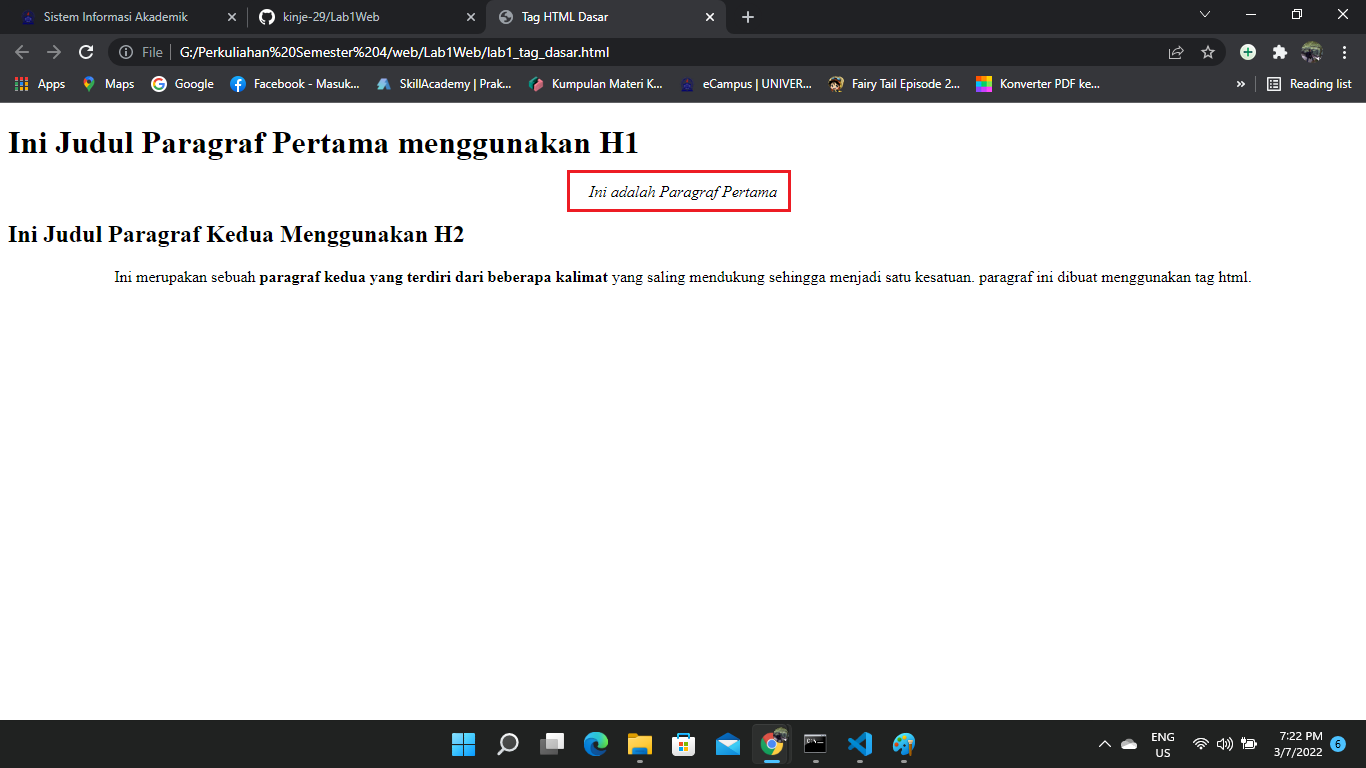 Sistem Informasi Akademik
kinje-29/Lab1Web
Tag HTML Dasar
File
G:/Perkuliahan%20Semester%204/web/Lab1Web/lab1_tag_dasar.html
Apps
Maps
Google
Facebook - Masuk...
SkillAcademy | Prak...
Kumpulan Materi K...
eCampus | UNIVER...
Fairy Tail Episode 2...
Konverter PDF ke...
»
Reading list
Ini Judul Paragraf Pertama menggunakan H1
Ini adalah Paragraf Pertama
Ini Judul Paragraf Kedua Menggunakan H2
Ini merupakan sebuah paragraf kedua yang terdiri dari beberapa kalimat yang saling mendukung sehingga menjadi satu kesatuan. paragraf ini dibuat menggunakan tag html.
ENG
US
7:22 PM
3/7/2022
6